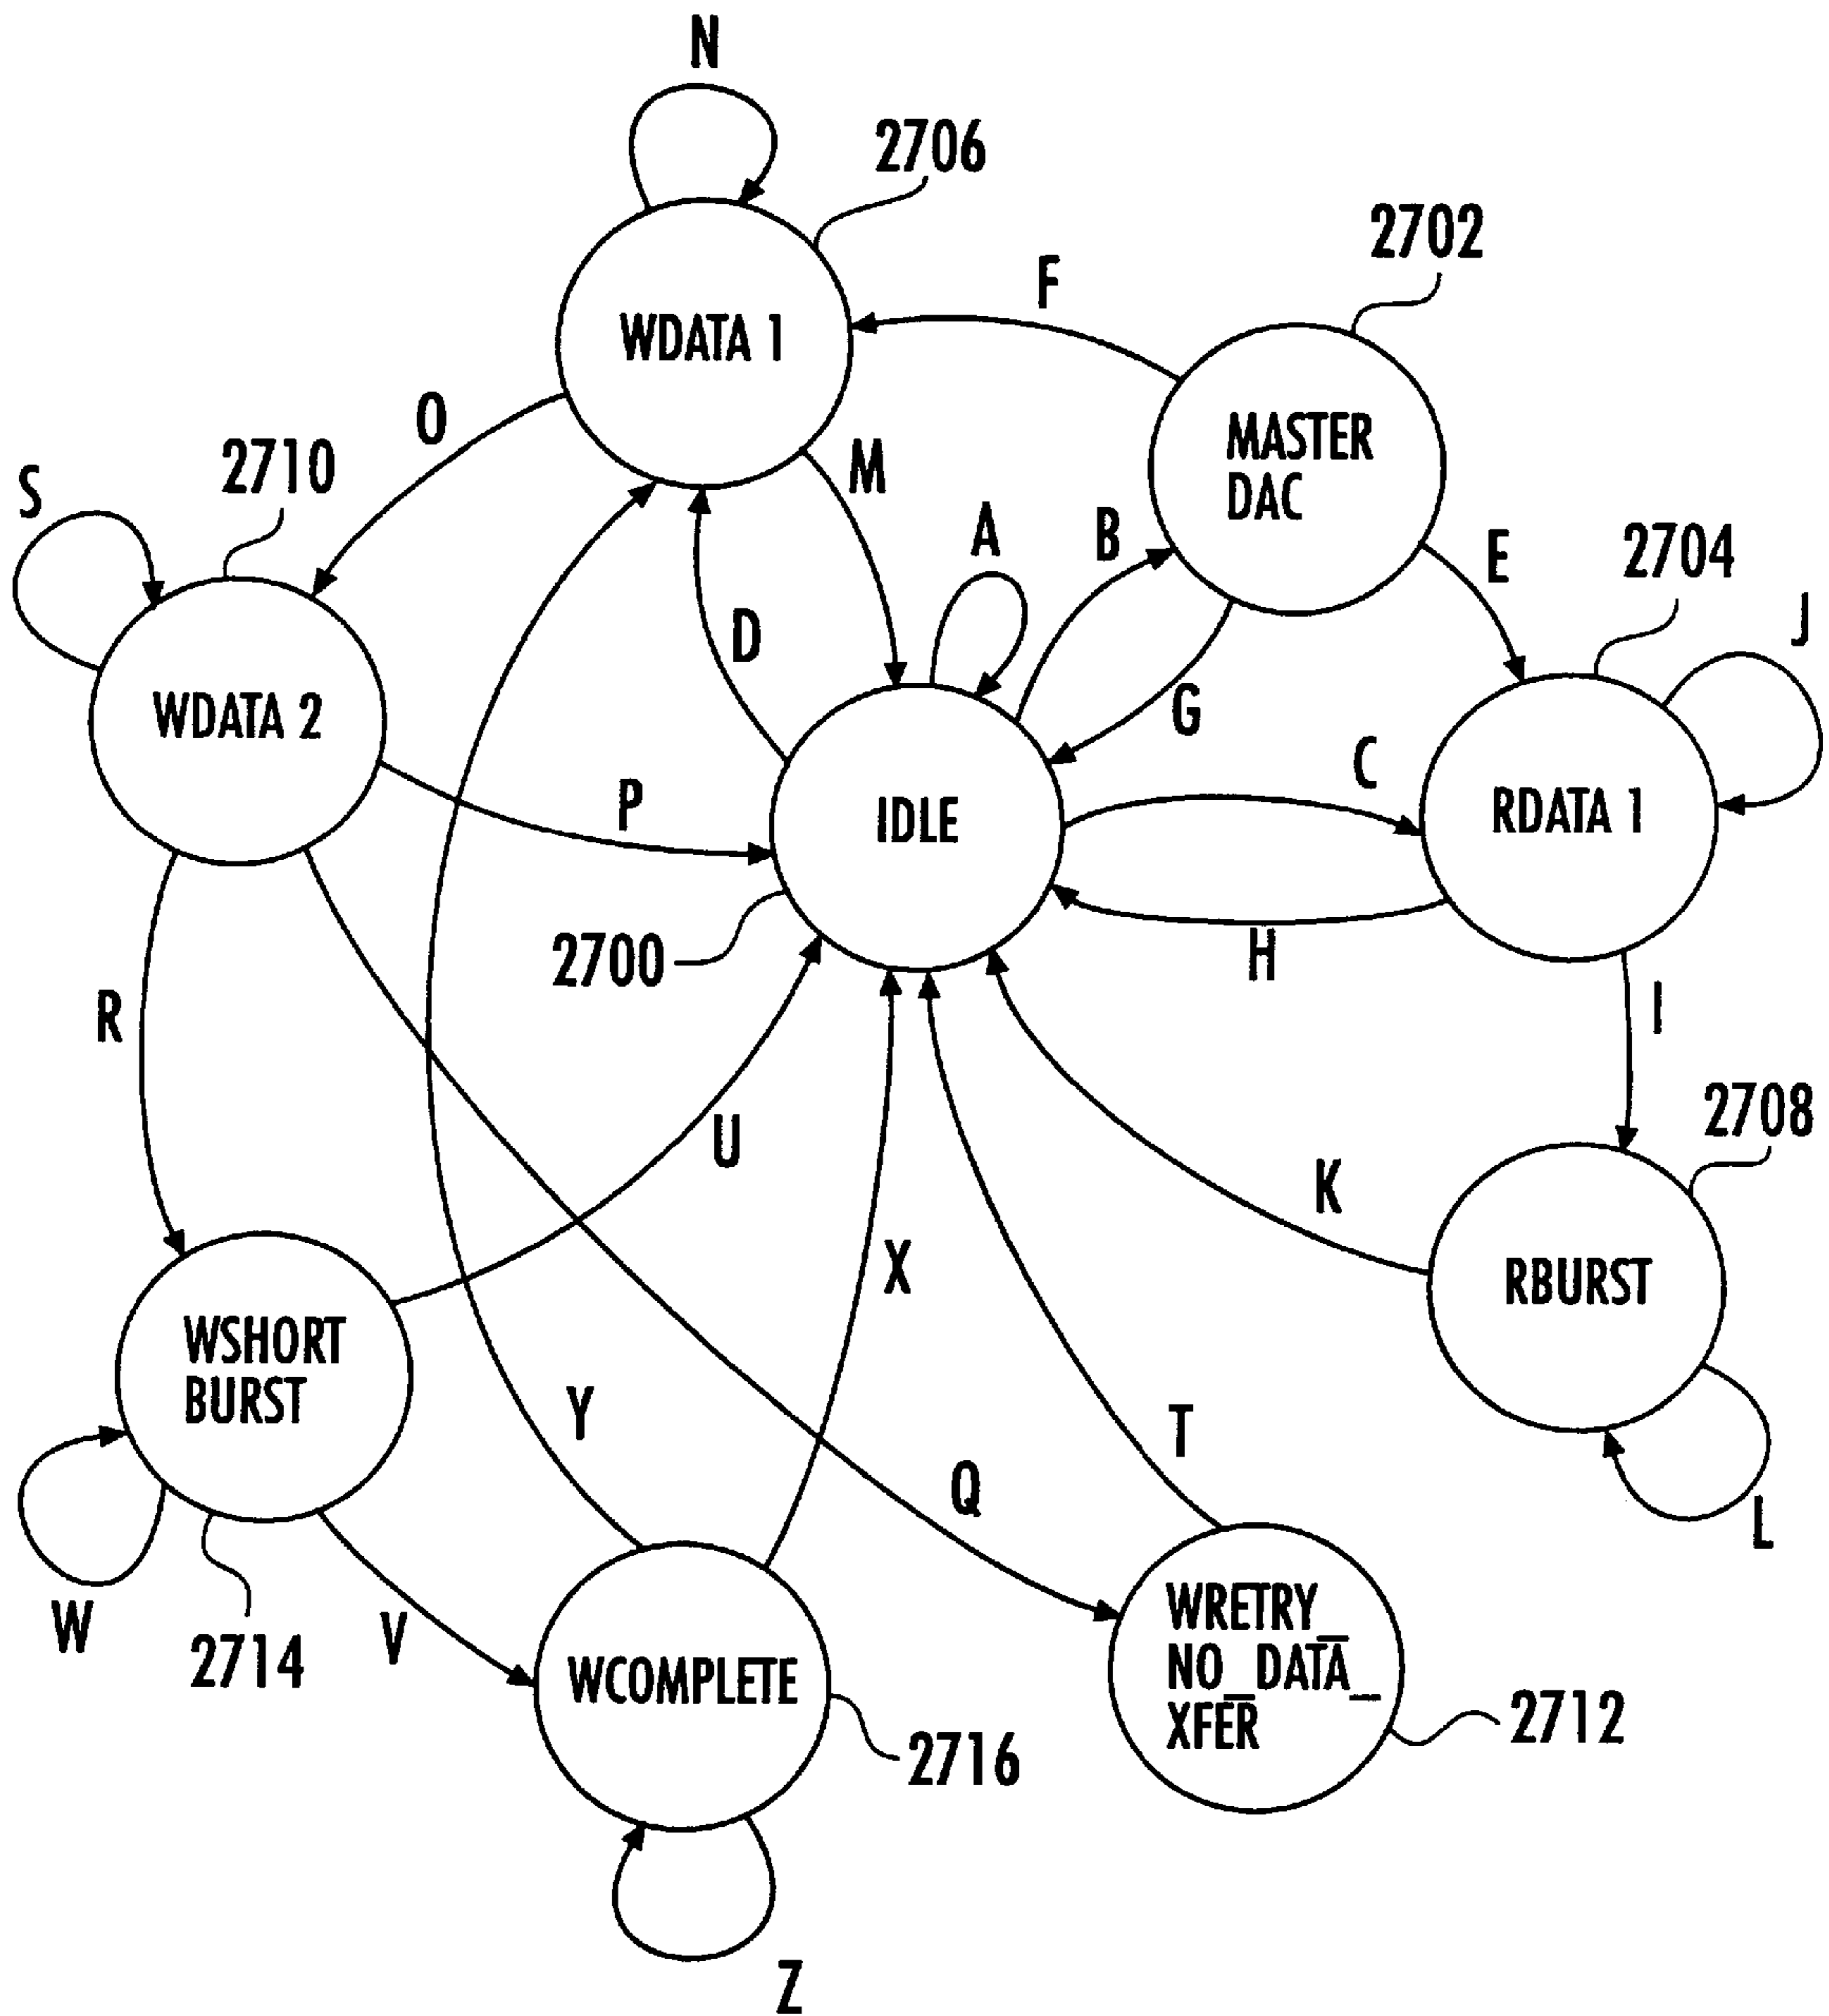 N
2706
2702
F
WDATA 1
MASTER
DAC
O
M
2710
S
A
B
E
2704
J
D
WDATA 2
G
C
P
IDLE
RDATA 1
2700
H
R
I
U
2708
K
X
RBURST
WSHORT
BURST
Y
T
Q
L
W
V
2714
WCOMPLETE
WRETRY_
NO_DATA_
XFER
2716
2712
Z